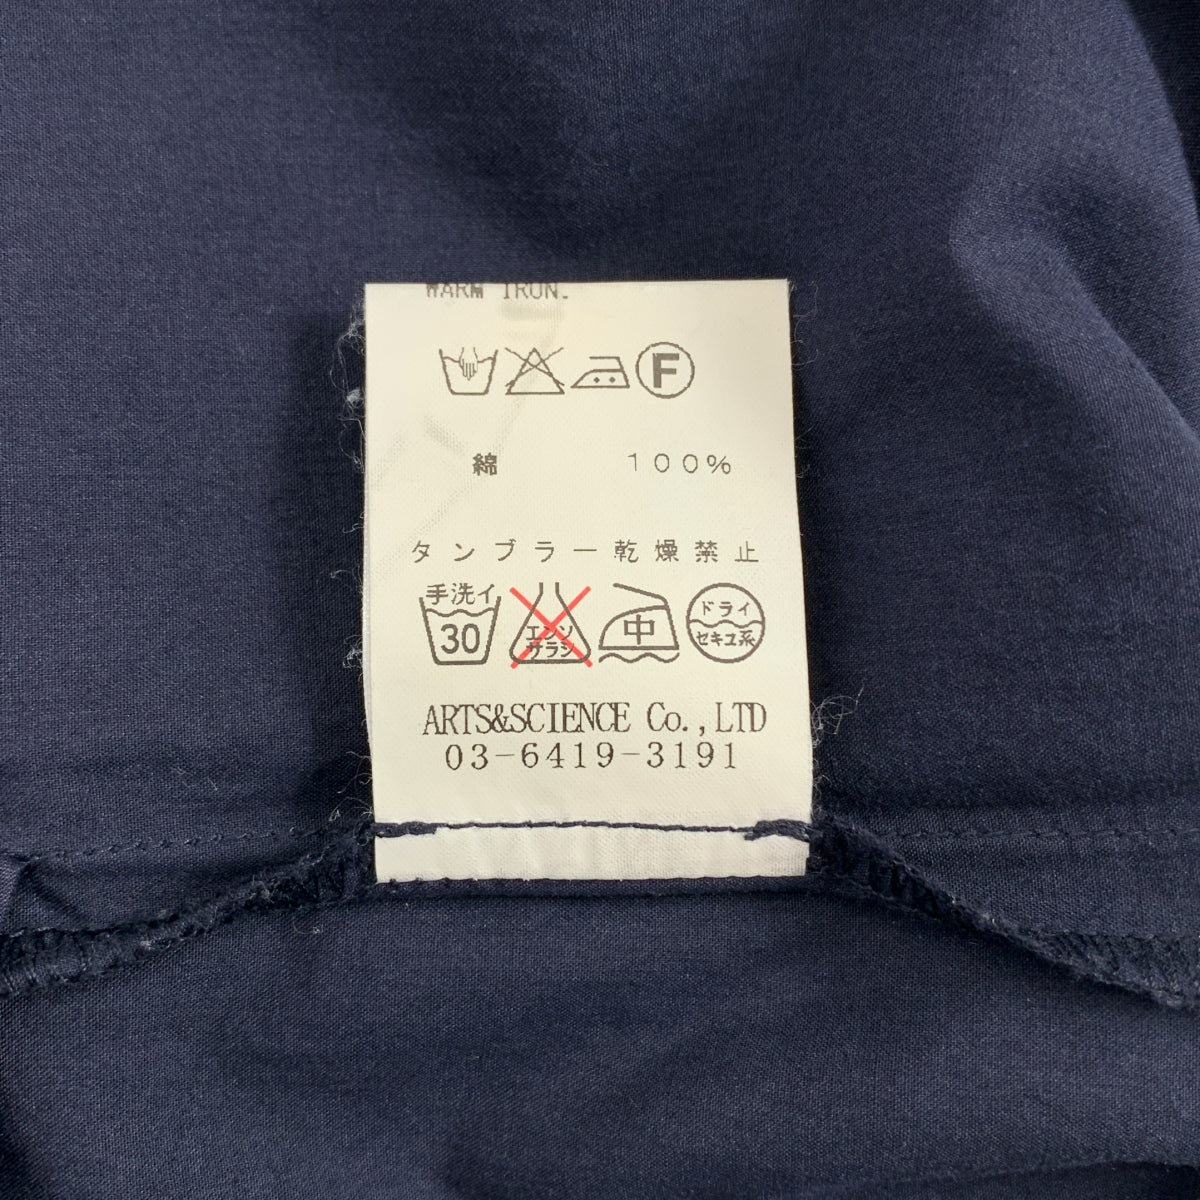 WARM IRON.
F
綿 100%
タンブラー乾燥禁止
手洗イ
30
エンソ
サラシ
中
ドライ
セキユ系
ARTS&SCIENCE Co.,LTD
03-6419-3191